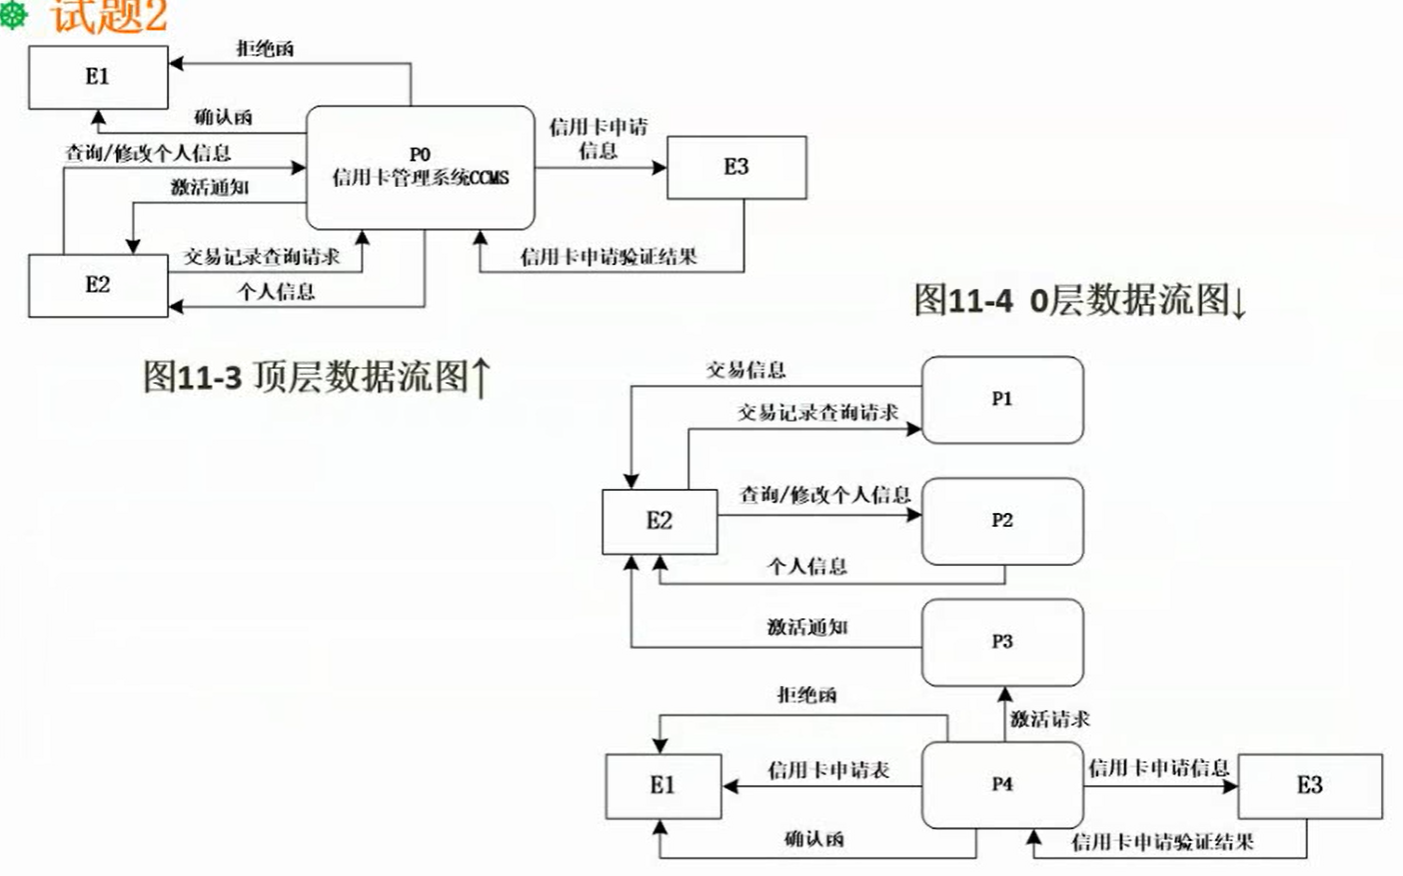 试题2
拒绝函
E1
确认函
查询/修改个人信息
激活通知
P0
信用卡管理系统CCMS
信用卡申请
信息
E3
E2
交易记录查询请求
个人信息
信用卡申请验证结果
图11-4 0层数据流图↓
图11-3 顶层数据流图↑
交易信息
P1
交易记录查询请求
E2
查询/修改个人信息
P2
个人信息
激活通知
P3
拒绝函
激活请求
E1
信用卡申请表
P4
信用卡申请信息
E3
确认函
信用卡申请验证结果